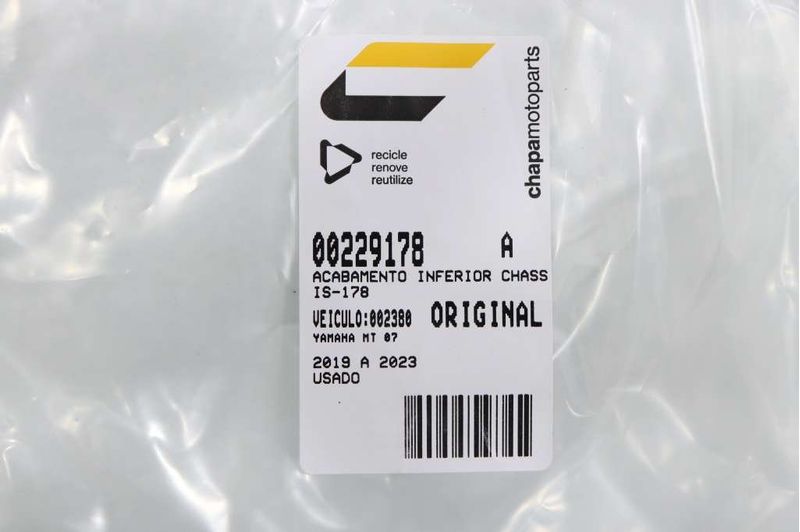 chapamotoparts
recicle
renove
reutilize
00229178 A
ACABAMENTO INFERIOR CHASS
IS-178
VEICULO:002380 ORIGINAL
YAMAHA MT 07
2019 A 2023
USADO